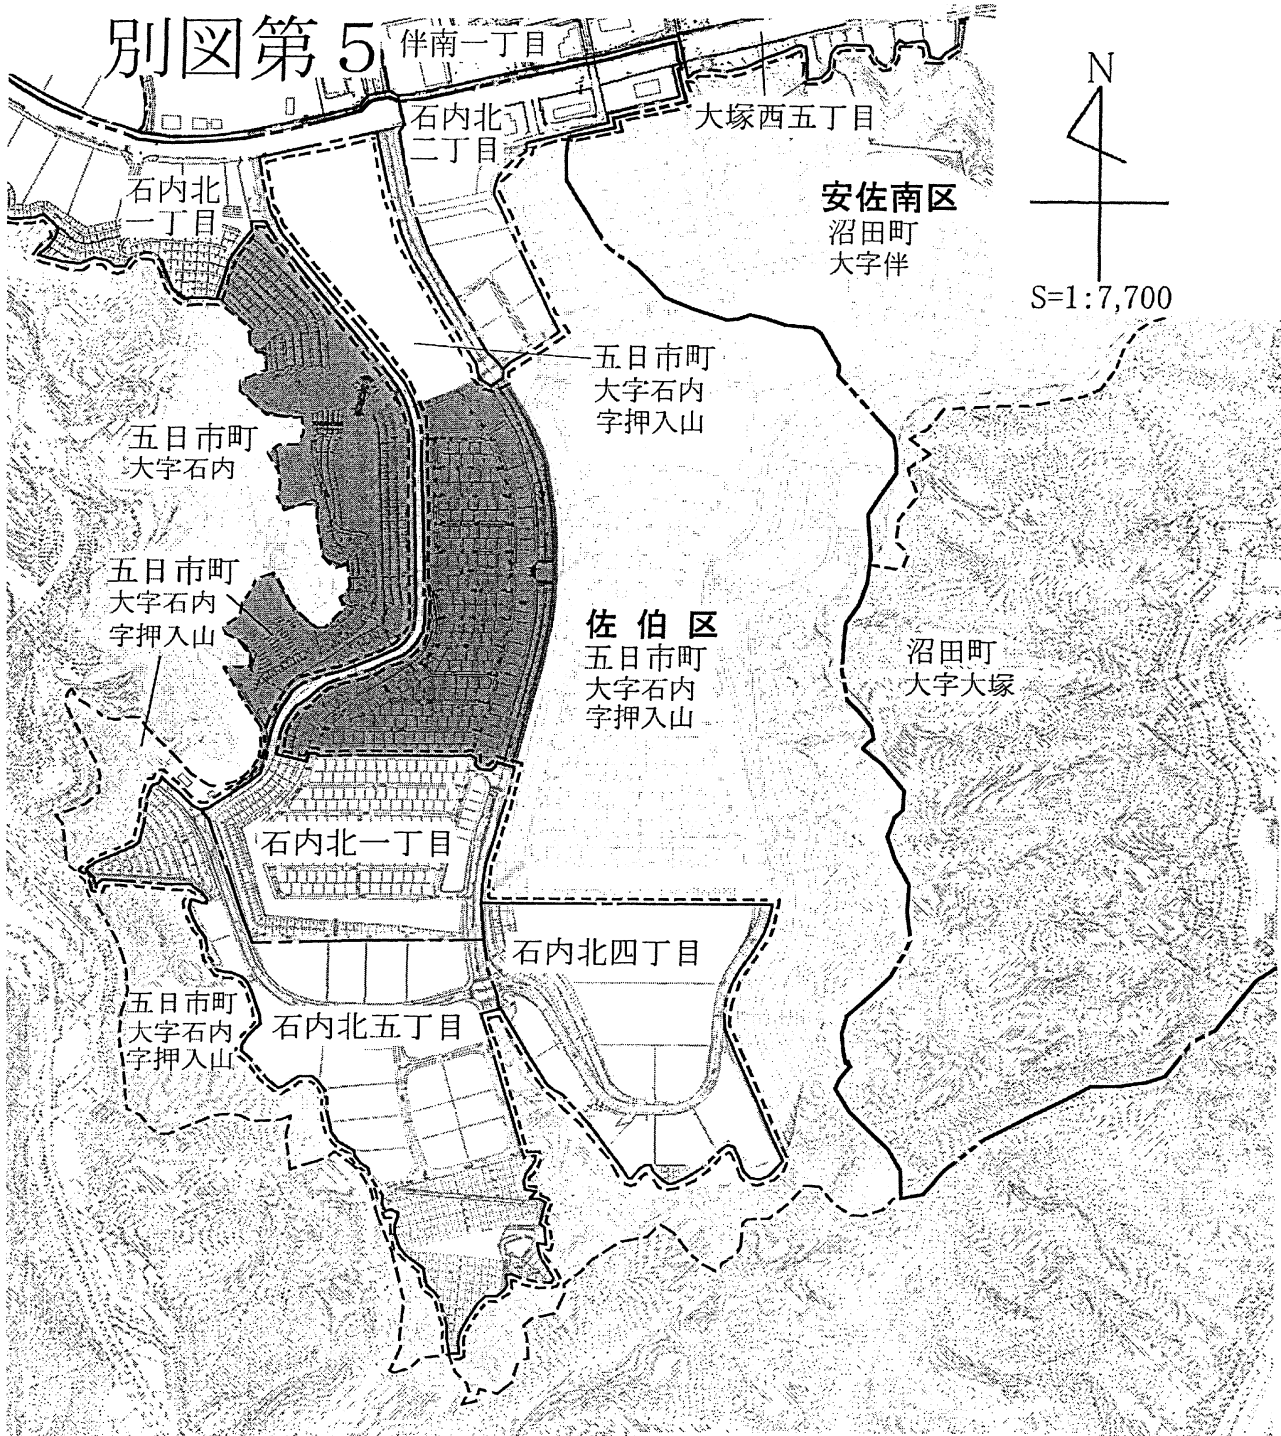 別図第5
伴南一丁目
石内北
二丁目
大塚西五丁目
N
石内北
一丁目
安佐南区
沼田町
大字伴
S=1:7,700
五日市町
大字石内
字押入山
五日市町
大字石内
五日市町
大字石内
字押入山
佐伯区
五日市町
大字石内
字押入山
沼田町
大字大塚
石内北一丁目
石内北四丁目
五日市町
大字石内
字押入山
石内北五丁目